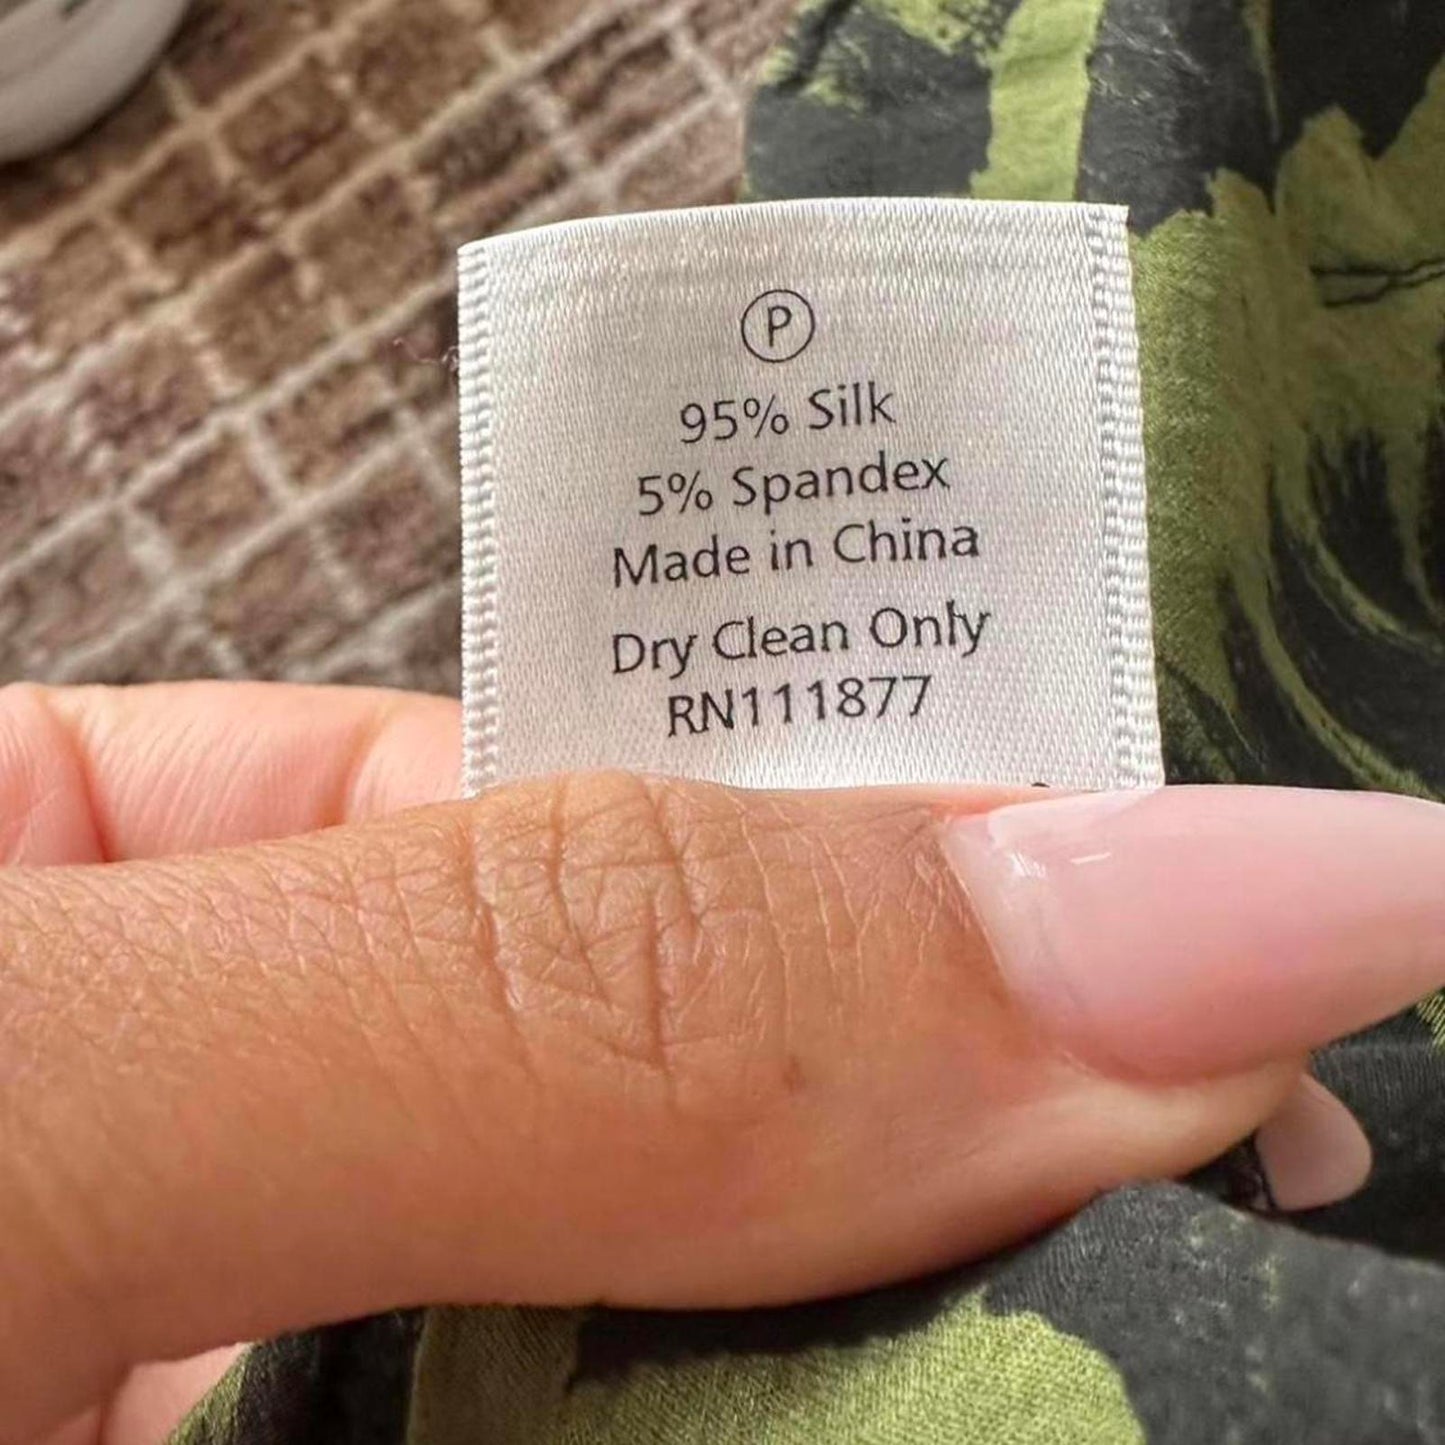 P
95% Silk
5% Spandex
Made in China
Dry Clean Only
RN111877